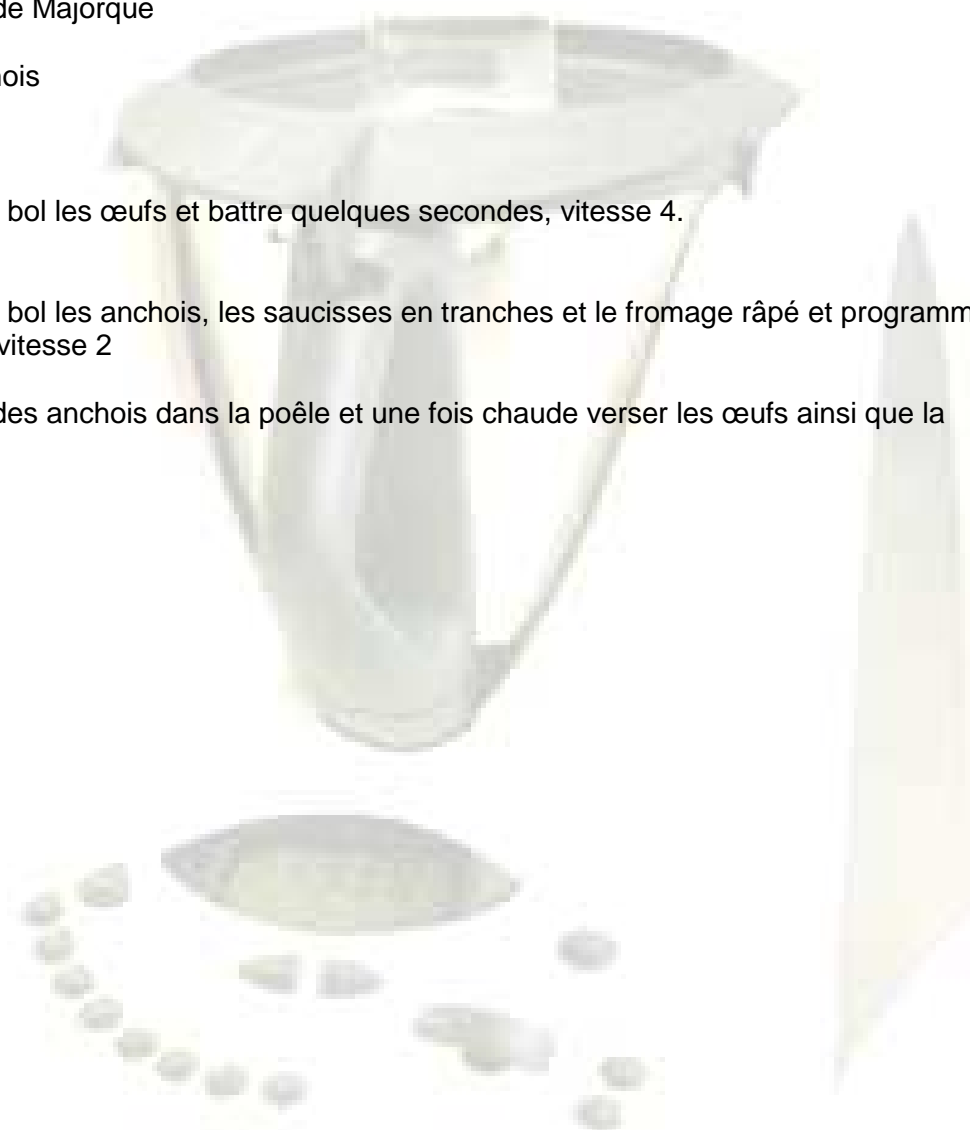 de Majorque
nois
bol les œufs et battre quelques secondes, vitesse 4.
bol les anchois, les saucisses en tranches et le fromage râpé et programm
vitesse 2
des anchois dans la poêle et une fois chaude verser les œufs ainsi que la